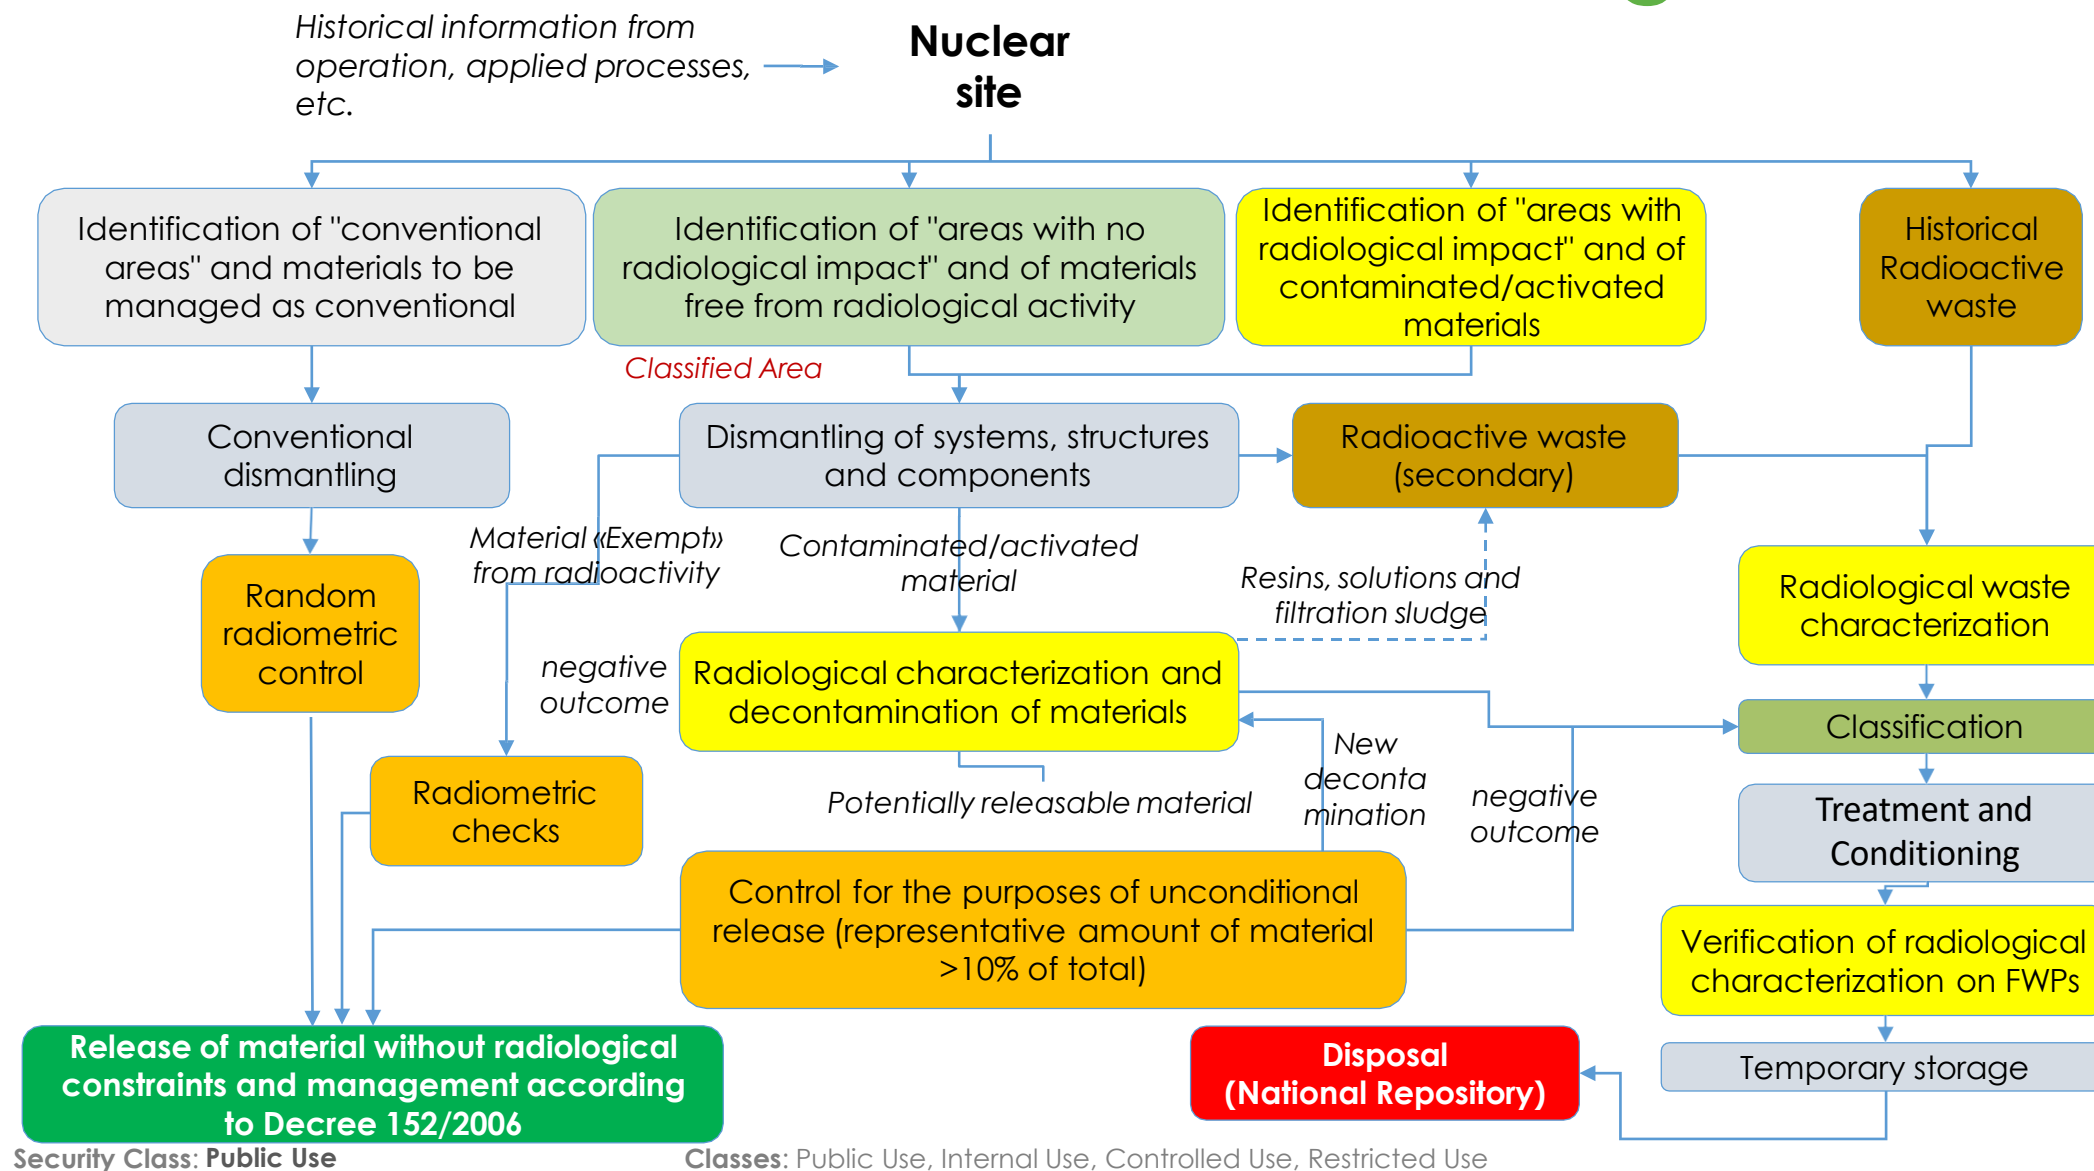 Historical information from
operation, applied processes,
etc.
Nuclear
site
Identification of "conventional
areas" and materials to be
managed as conventional
Identification of "areas with no
radiological impact" and of materials
free from radiological activity
Identification of "areas with
radiological impact" and of
contaminated/activated
materials
Historical
Radioactive
waste
Classified Area
Conventional
dismantling
Dismantling of systems, structures
and components
Radioactive waste
(secondary)
Material «Exempt»
from radioactivity
Contaminated/activated
material
Resins, solutions and
filtration sludge
Random
radiometric
control
Radiological waste
characterization
negative
outcome
Radiological characterization and
decontamination of materials
Classification
New
deconta
mination
negative
outcome
Radiometric
checks
Potentially releasable material
Treatment and
Conditioning
Control for the purposes of unconditional
release (representative amount of material
>10% of total)
Verification of radiological
characterization on FWPs
Release of material without radiological
constraints and management according
to Decree 152/2006
Disposal
(National Repository)
Temporary storage
Security Class: Public Use
Classes: Public Use, Internal Use, Controlled Use, Restricted Use